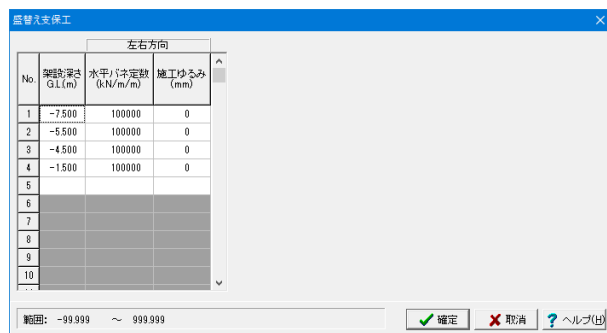 盛替え支保工
左右方向
No. 架設深さ G.L(m) 水平バネ定数 (kN/m/m) 施工ゆるみ (mm)
1 -7.500 100000 0
2 -5.500 100000 0
3 -4.500 100000 0
4 -1.500 100000 0
5
6
7
8
9
10
範囲: -99.999 ～ 999.999
確定 取消 ヘルプ(H)